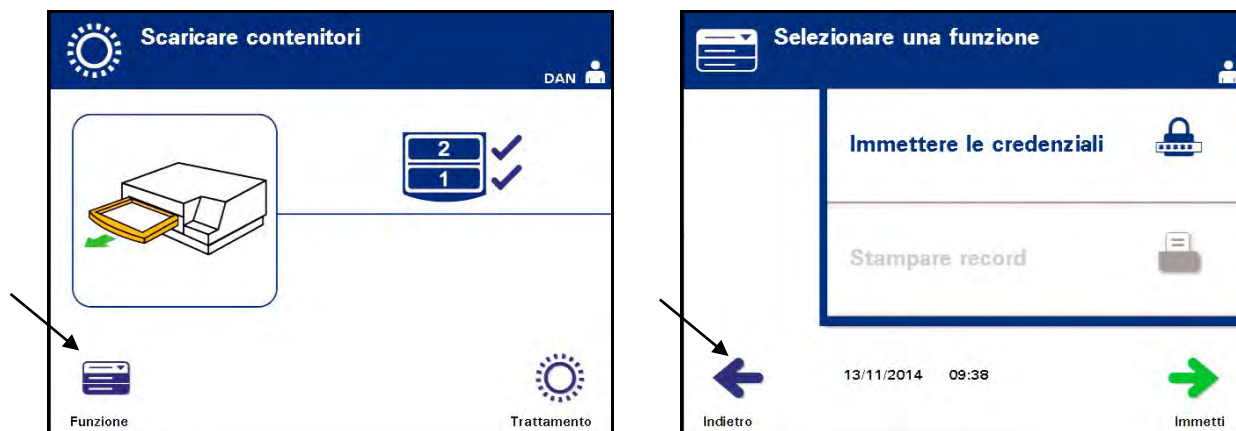 Scaricare contenitori
DAN
2
1
Funzione
Trattamento
Selezionare una funzione
Immettere le credenziali
*****
Stampare record
13/11/2014 09:38
Indietro
Immetti